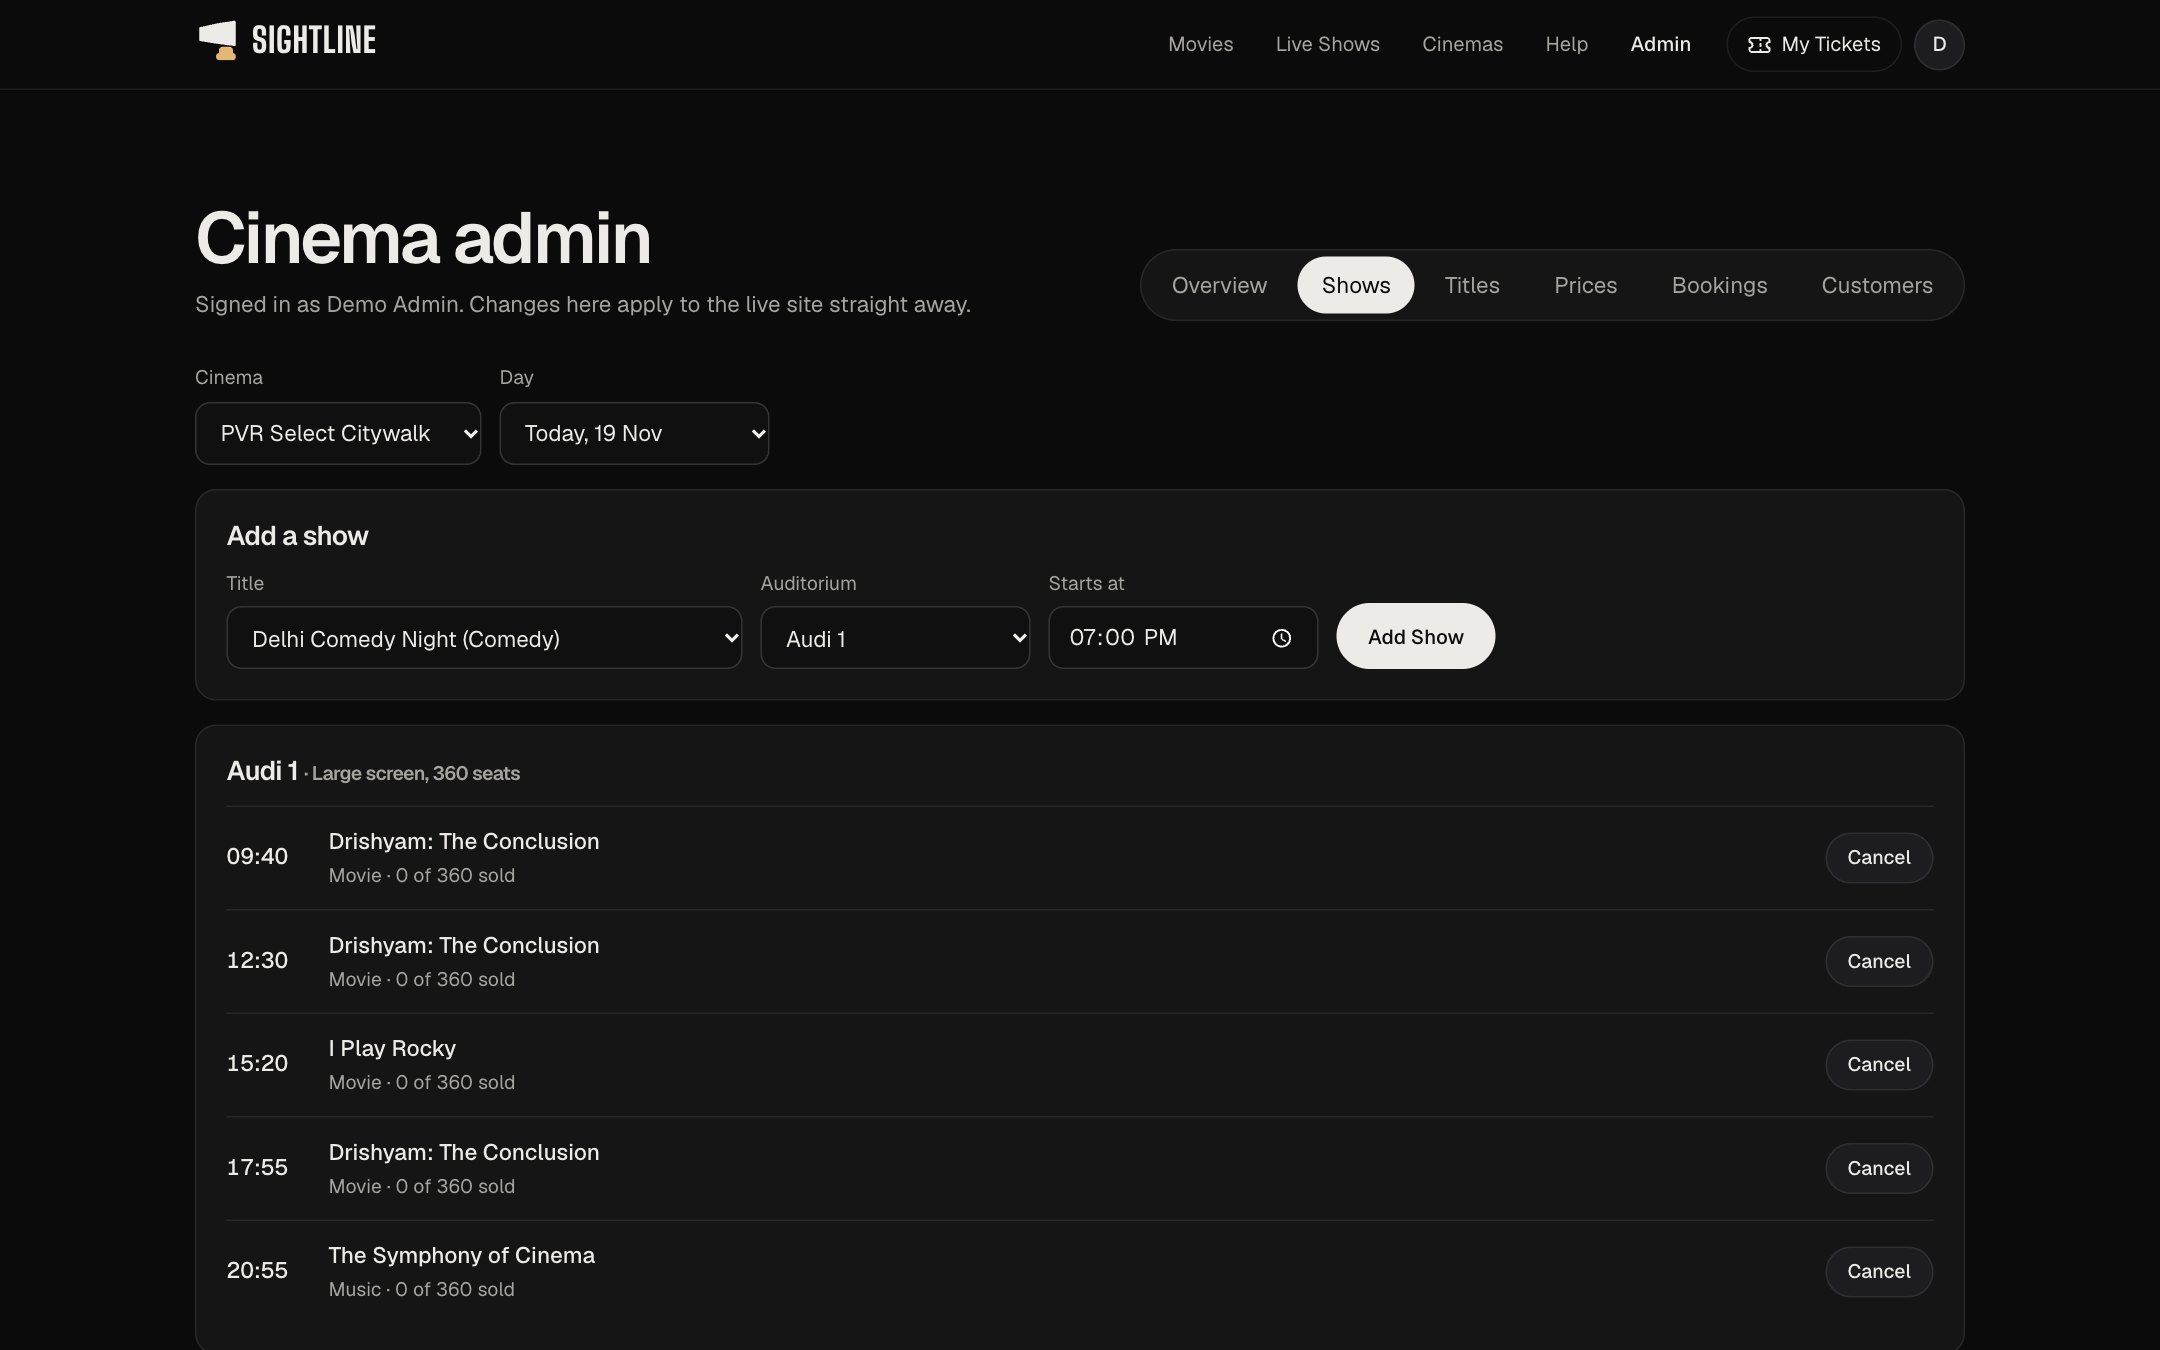 SIGHTLINE
Movies Live Shows Cinemas Help Admin My Tickets D
Cinema admin
Signed in as Demo Admin. Changes here apply to the live site straight away.
Overview Shows Titles Prices Bookings Customers
Cinema Day
PVR Select Citywalk Today, 19 Nov
Add a show
Title Auditorium Starts at
Delhi Comedy Night (Comedy) Audi 1 07:00 PM Add Show
Audi 1 · Large screen, 360 seats
09:40 Drishyam: The Conclusion Cancel
Movie · 0 of 360 sold
12:30 Drishyam: The Conclusion Cancel
Movie · 0 of 360 sold
15:20 I Play Rocky Cancel
Movie · 0 of 360 sold
17:55 Drishyam: The Conclusion Cancel
Movie · 0 of 360 sold
20:55 The Symphony of Cinema Cancel
Music · 0 of 360 sold